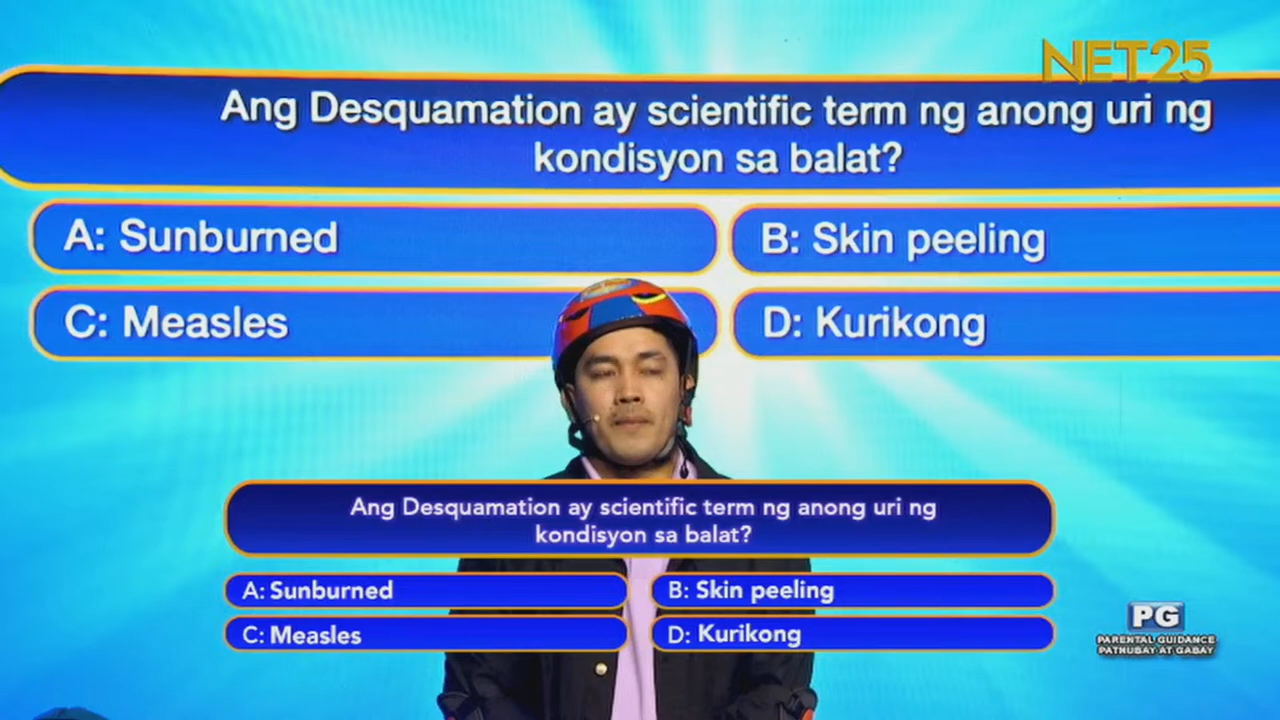 NET25
Ang Desquamation ay scientific term ng anong uri ng
kondisyon sa balat?
A: Sunburned
B: Skin peeling
C: Measles
D: Kurikong
Ang Desquamation ay scientific term ng anong uri ng
kondisyon sa balat?
A: Sunburned
B: Skin peeling
C: Measles
D: Kurikong
PG
PARENTAL GUIDANCE
PATNUBAY AT GABAY